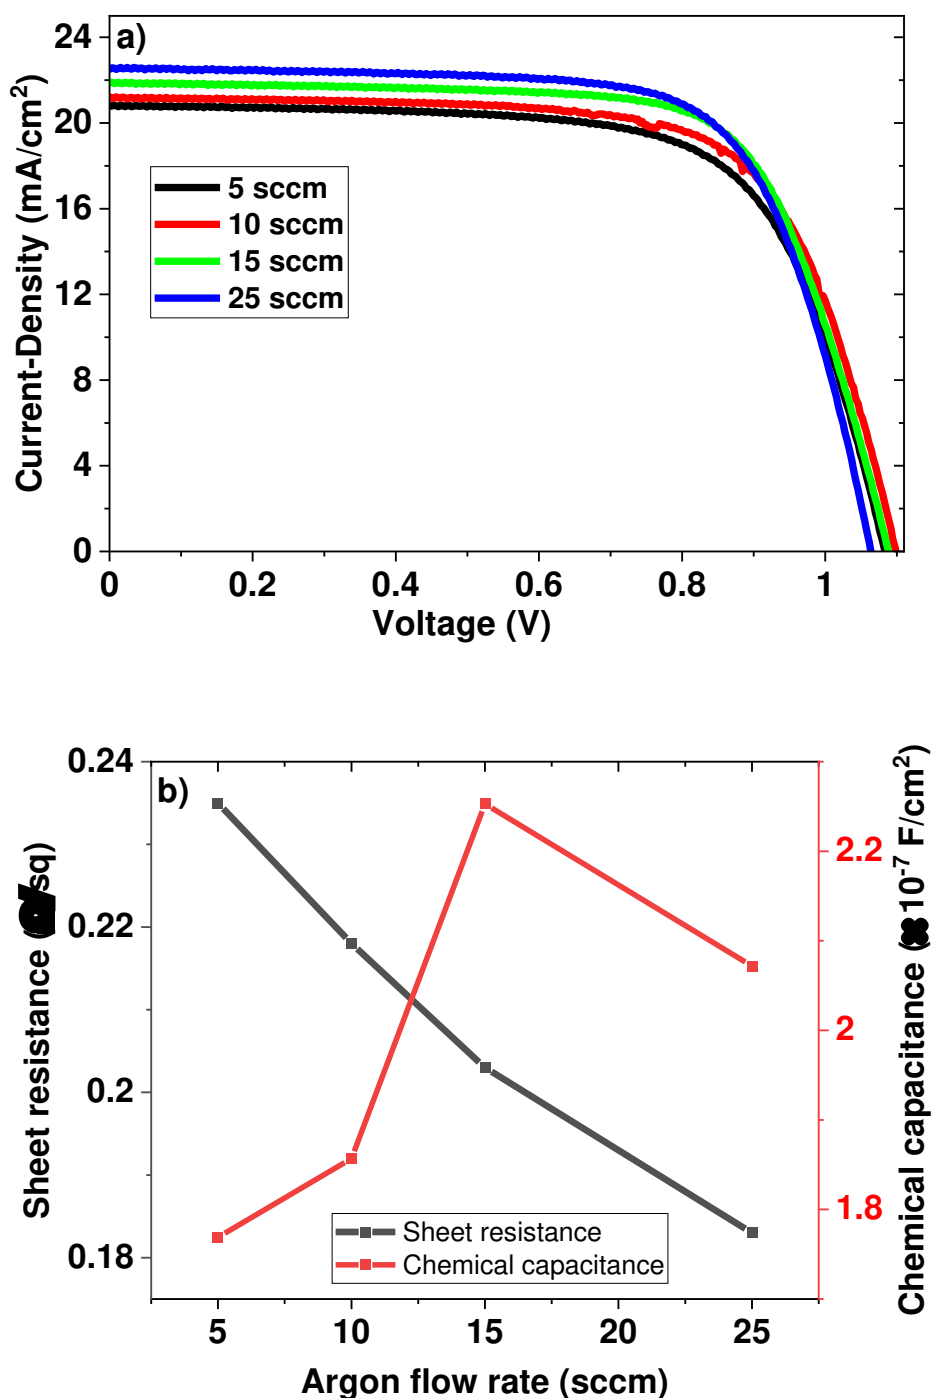 a)
24
20
16
12
8
4
0
Current-Density (mA/cm²)
5 sccm
10 sccm
15 sccm
25 sccm
0 0.2 0.4 0.6 0.8 1
Voltage (V)
b)
0.24
0.22
0.2
0.18
Sheet resistance ( /sq)
2.2
2
1.8
Chemical capacitance ( 10⁻⁷ F/cm²)
Sheet resistance
Chemical capacitance
5 10 15 20 25
Argon flow rate (sccm)